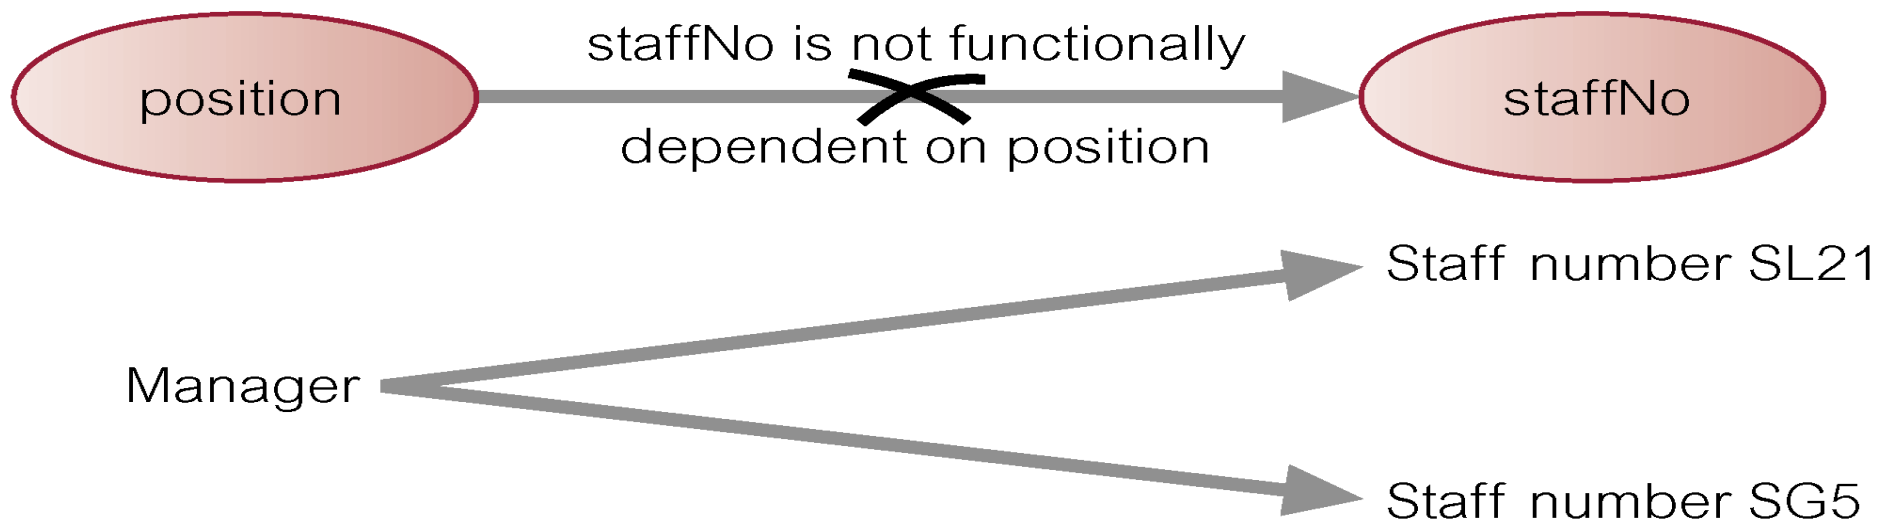 staffNo is not functionally
position
staffNo
dependent on position
Staff number SL21
Manager
Staff number SG5